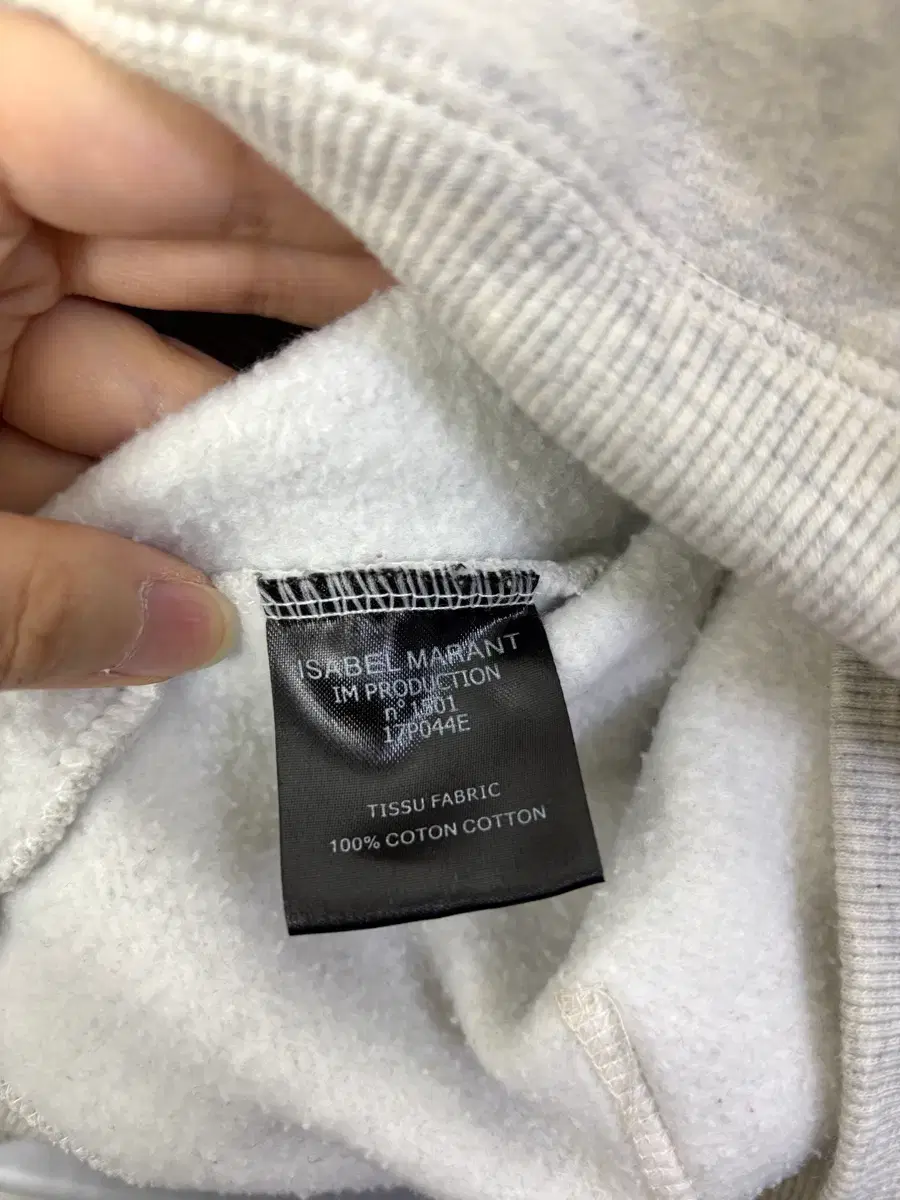 ISABEL MARANT
IM PRODUCTION
n° 1501
17P044E
TISSU FABRIC
100% COTON COTTON